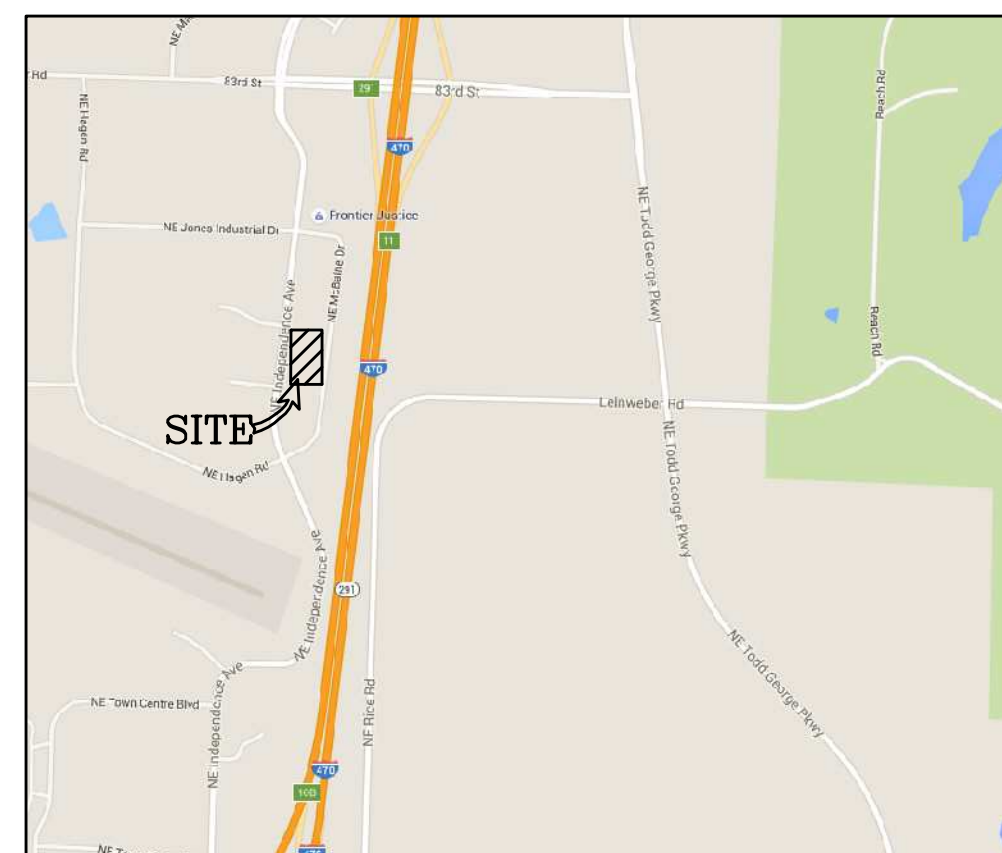 83rd St
291
83rd St
Reach Rd
470
NE Hagen Rd
Frontier Justice
NE Jones Industrial Dr
11
NE Todd George Pkwy
NE McBaine Dr
NE Independence Ave
Reach Rd
470
Leinweber Rd
SITE
NE Hagen Rd
NE Todd George Pkwy
NE Independence Ave
291
NE Todd George Pkwy
NE Rice Rd
NE Town Centre Blvd
NE Independence Ave
470
10B
470